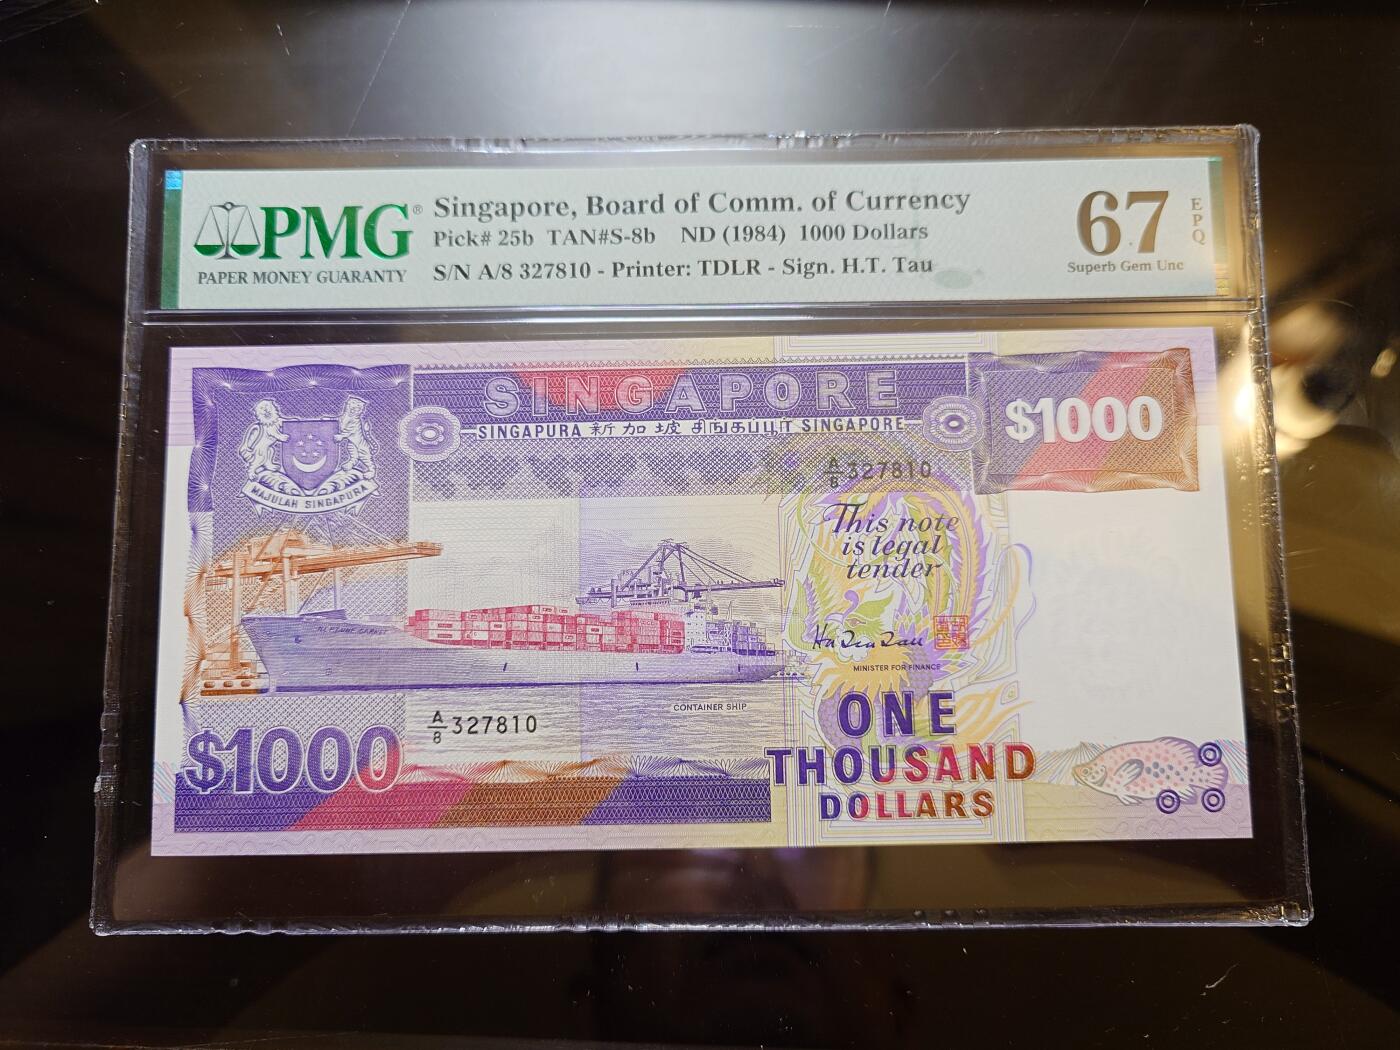 PMG®
PAPER MONEY GUARANTY
Singapore, Board of Comm. of Currency
Pick# 25b TAN#S-8b ND (1984) 1000 Dollars
S/N A/8 327810 - Printer: TDLR - Sign. H.T. Tau
67
EPQ
Superb Gem Unc
SINGAPORE
SINGAPURA 新加坡 சிங்கப்பூர் SINGAPORE
$1000
MAJULAH SINGAPURA
A/8 327810
This note
is legal
tender
NEPTUNE GARNET
MINISTER FOR FINANCE
CONTAINER SHIP
A/8 327810
$1000
ONE
THOUSAND
DOLLARS